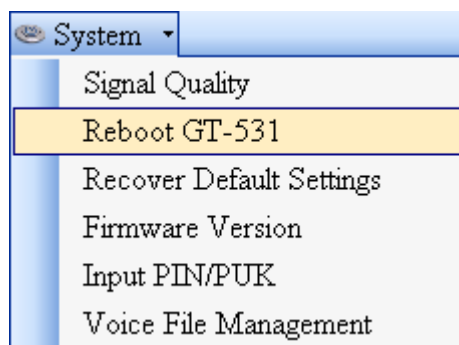 System
Signal Quality
Reboot GT-531
Recover Default Settings
Firmware Version
Input PIN/PUK
Voice File Management